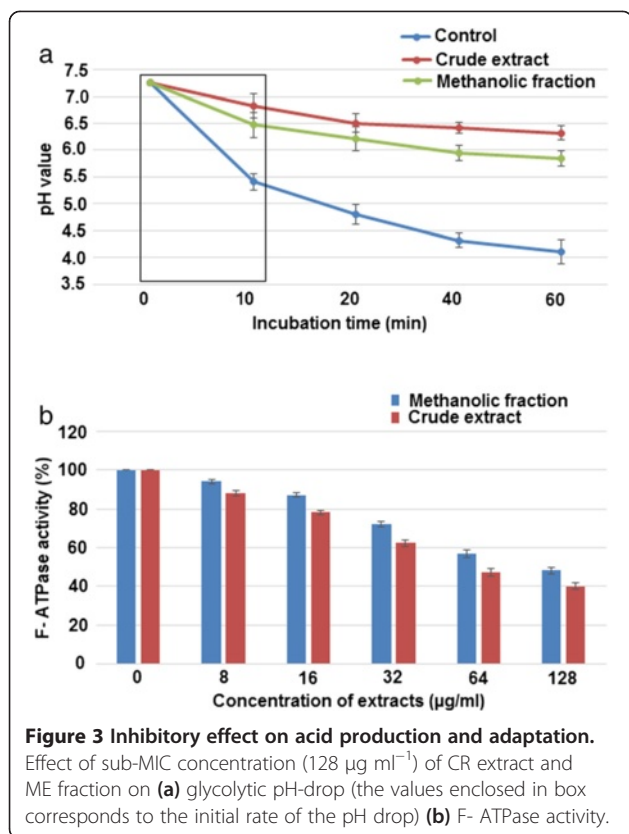 a
Control
Crude extract
Methanolic fraction
7.5
7.0
6.5
6.0
5.5
5.0
4.5
4.0
3.5
pH value
0 10 20 40 60
Incubation time (min)
b
Methanolic fraction
Crude extract
120
100
80
60
40
20
0
F- ATPase activity (%)
0 8 16 32 64 128
Concentration of extracts (µg/ml)
Figure 3 Inhibitory effect on acid production and adaptation.
Effect of sub-MIC concentration (128 μg ml⁻¹) of CR extract and
ME fraction on (a) glycolytic pH-drop (the values enclosed in box
corresponds to the initial rate of the pH drop) (b) F- ATPase activity.